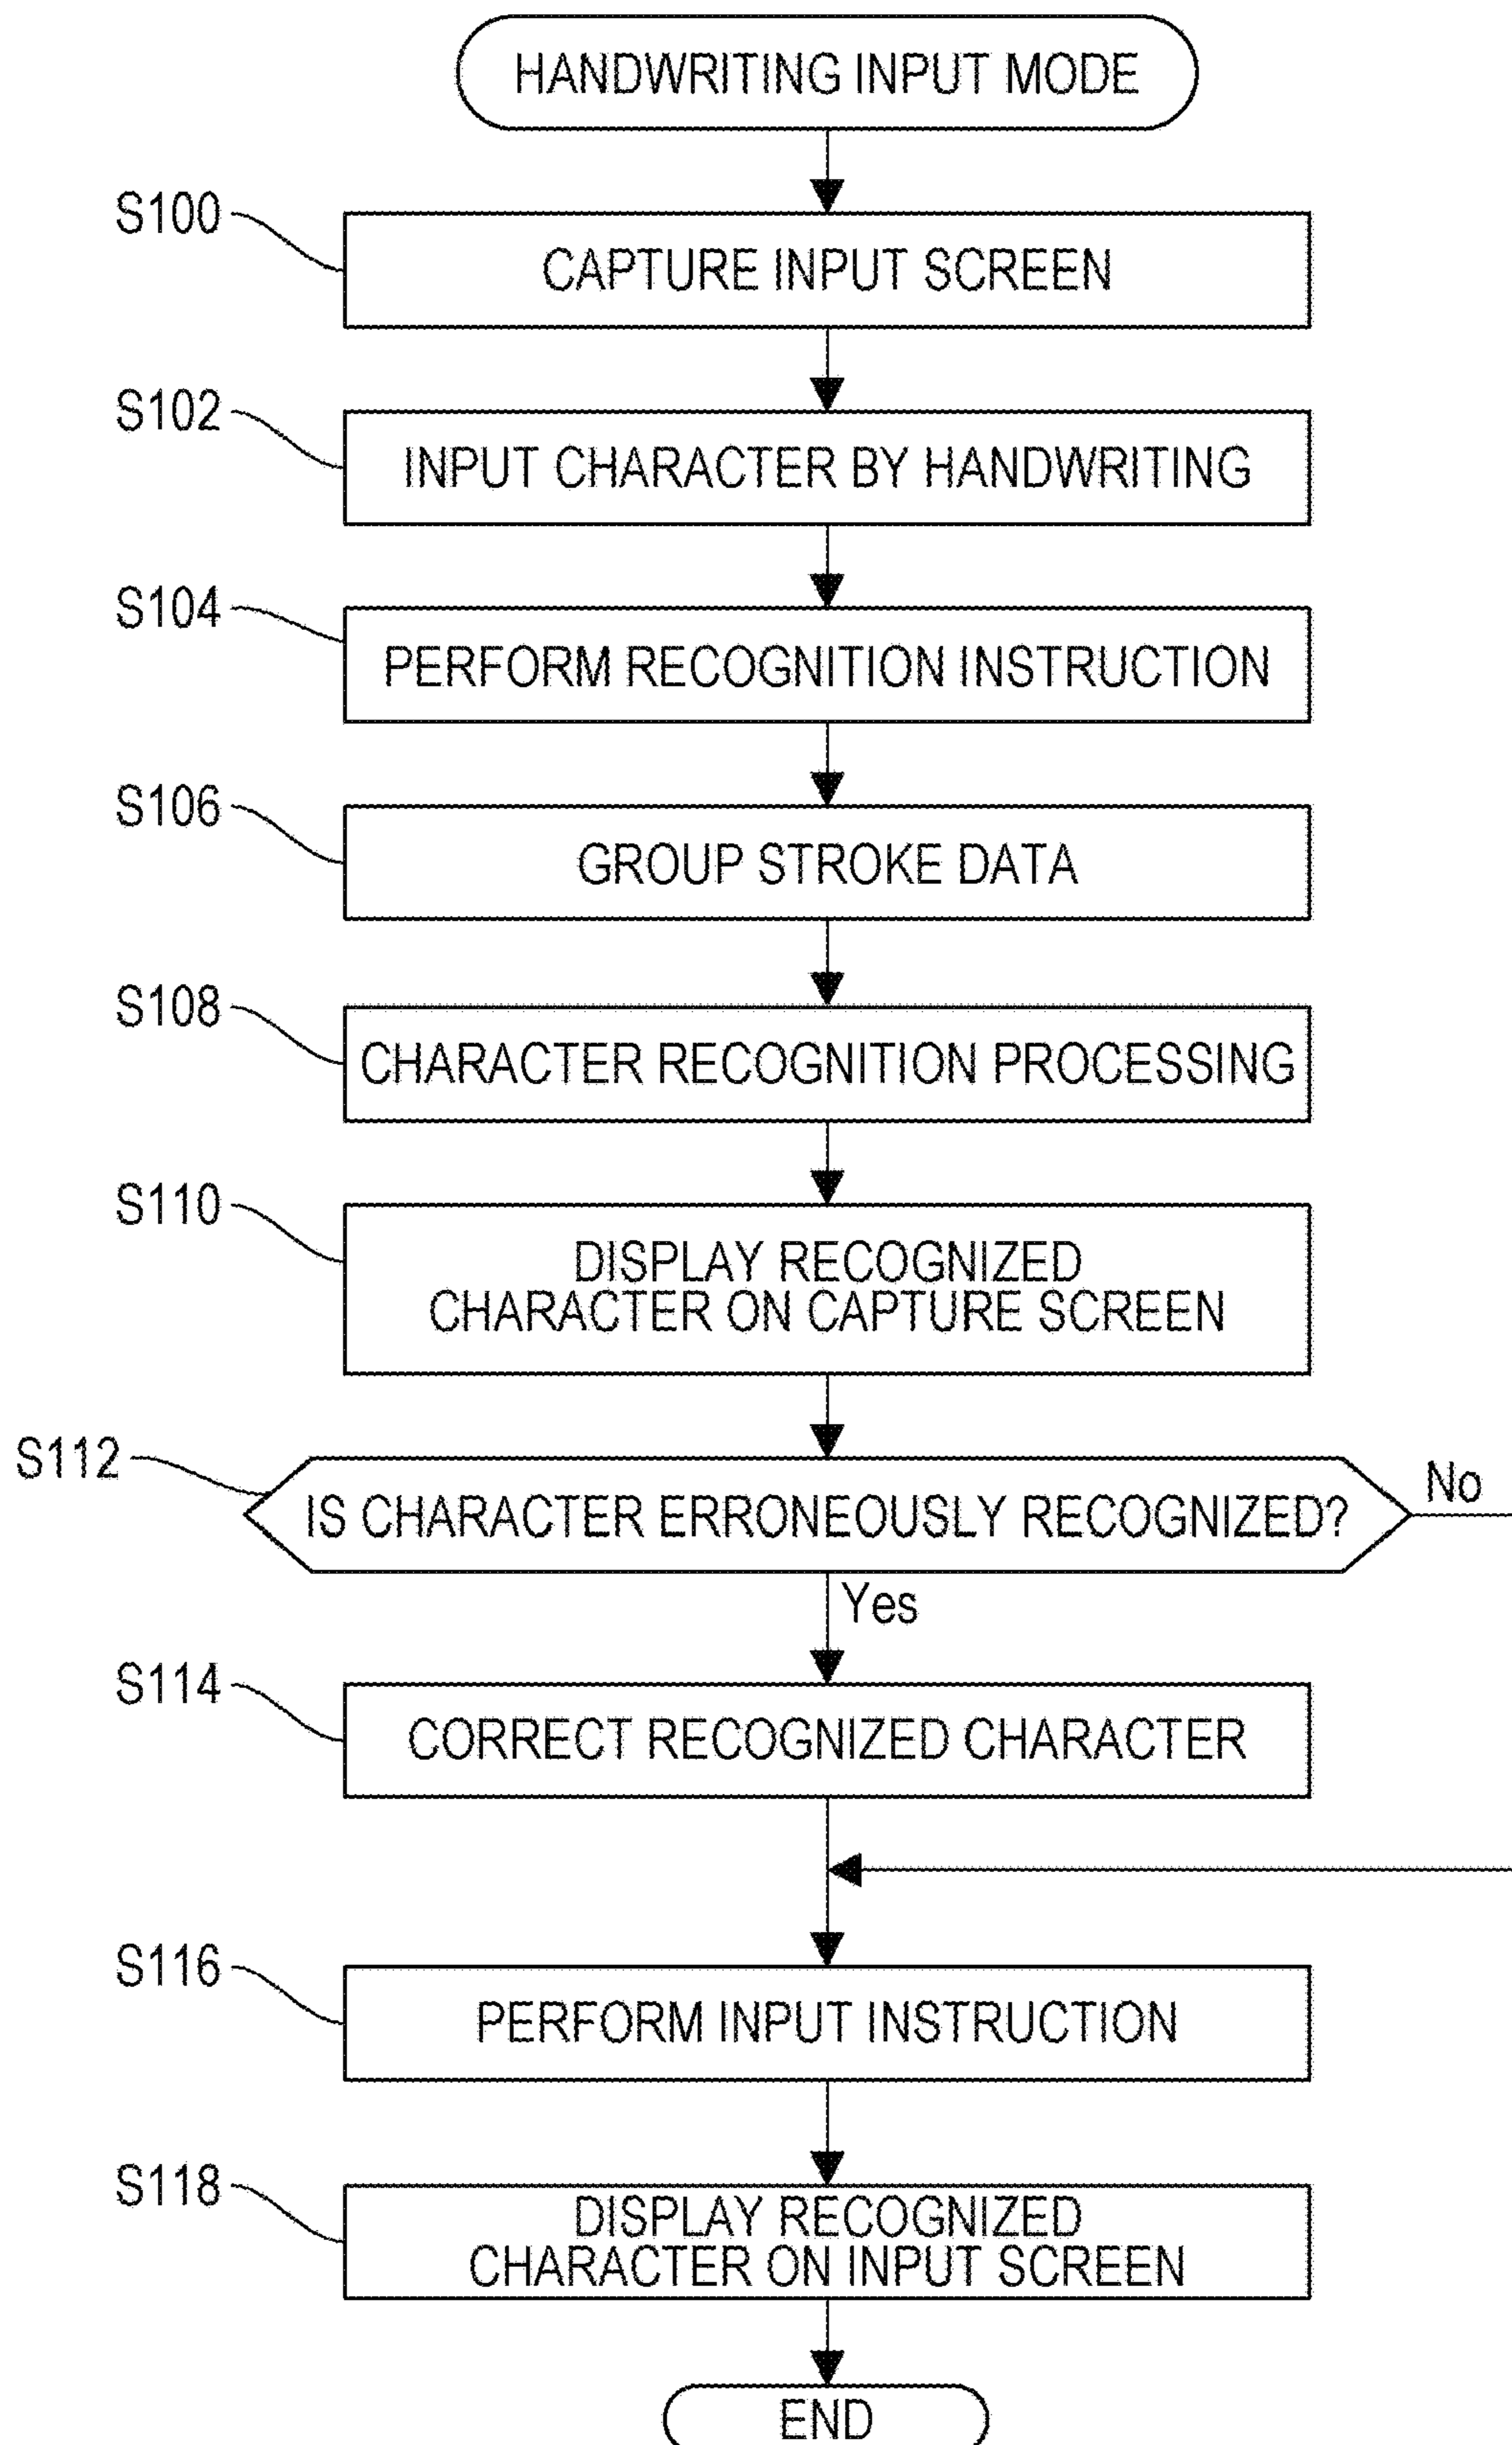 HANDWRITING INPUT MODE
S100
CAPTURE INPUT SCREEN
S102
INPUT CHARACTER BY HANDWRITING
S104
PERFORM RECOGNITION INSTRUCTION
S106
GROUP STROKE DATA
S108
CHARACTER RECOGNITION PROCESSING
S110
DISPLAY RECOGNIZED
CHARACTER ON CAPTURE SCREEN
S112
IS CHARACTER ERRONEOUSLY RECOGNIZED?
No
Yes
S114
CORRECT RECOGNIZED CHARACTER
S116
PERFORM INPUT INSTRUCTION
S118
DISPLAY RECOGNIZED
CHARACTER ON INPUT SCREEN
END